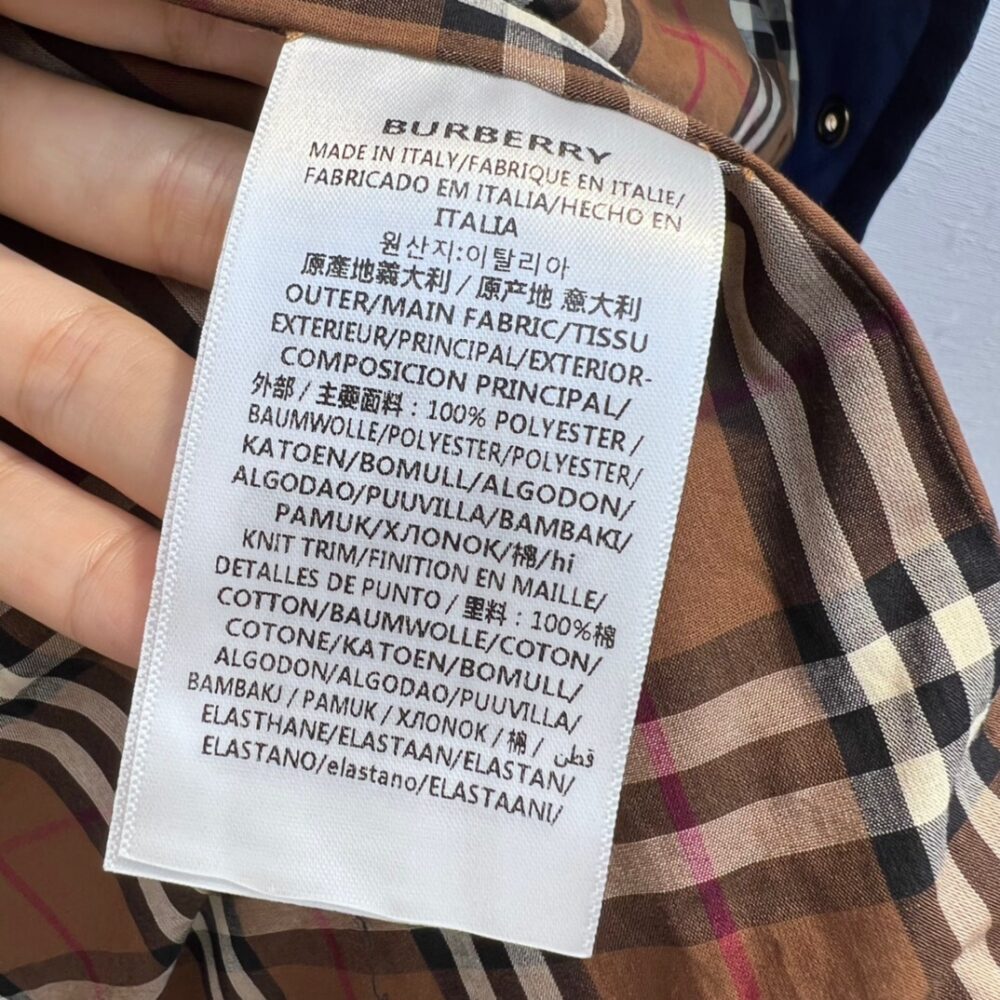 BURBERRY
MADE IN ITALY/FABRIQUE EN ITALIE/
FABRICADO EM ITALIA/HECHO EN
ITALIA
원산지:이탈리아
原產地義大利 / 原产地 意大利
OUTER/MAIN FABRIC/TISSU
EXTERIEUR/PRINCIPAL/EXTERIOR-
COMPOSICION PRINCIPAL/
外部 / 主要面料 : 100% POLYESTER /
BAUMWOLLE/POLYESTER/POLYESTER/
KATOEN/BOMULL/ALGODON/
ALGODAO/PUUVILLA/BAMBAKI/
PAMUK/ХЛОНОK/棉/hi
KNIT TRIM/FINITION EN MAILLE/
DETALLES DE PUNTO / 里料 : 100%棉
COTTON/BAUMWOLLE/COTON/
COTONE/KATOEN/BOMULL/
ALGODON/ALGODAO/PUUVILLA/
BAMBAKI / PAMUK / ХЛОНОK / 棉 / قطن
ELASTHANE/ELASTAAN/ELASTAN/
ELASTANO/elastano/ELASTAANI/